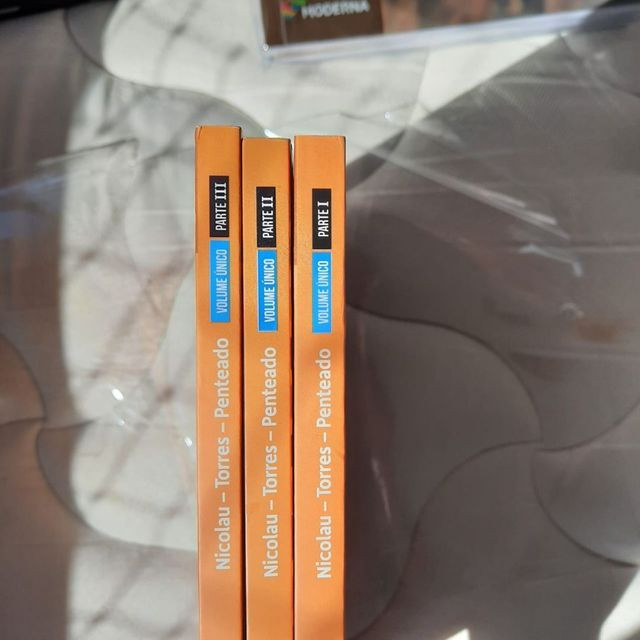 MODERNA
Nicolau – Torres – Penteado VOLUME ÚNICO PARTE III
Nicolau – Torres – Penteado VOLUME ÚNICO PARTE II
Nicolau – Torres – Penteado VOLUME ÚNICO PARTE I